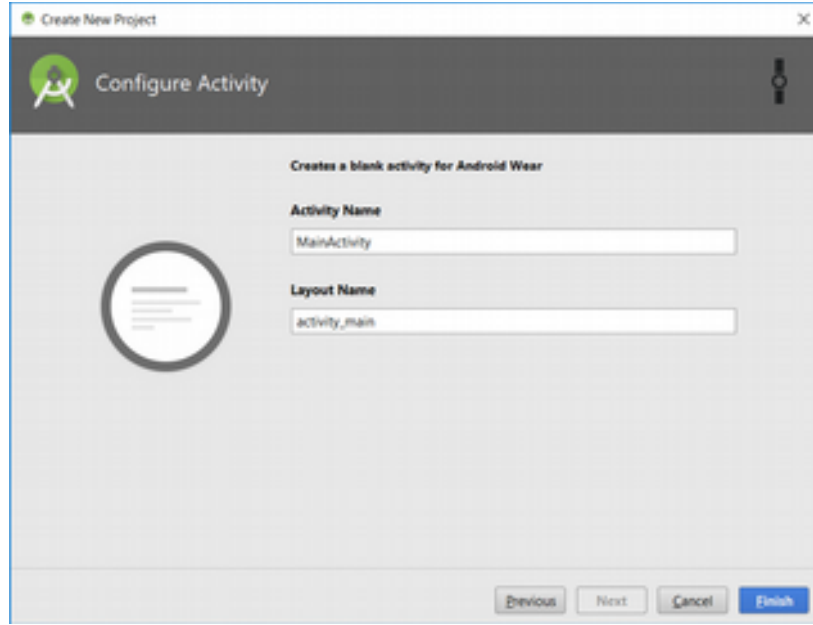 Create New Project
Configure Activity
Creates a blank activity for Android Wear
Activity Name
MainActivity
Layout Name
activity_main
Previous
Next
Cancel
Finish